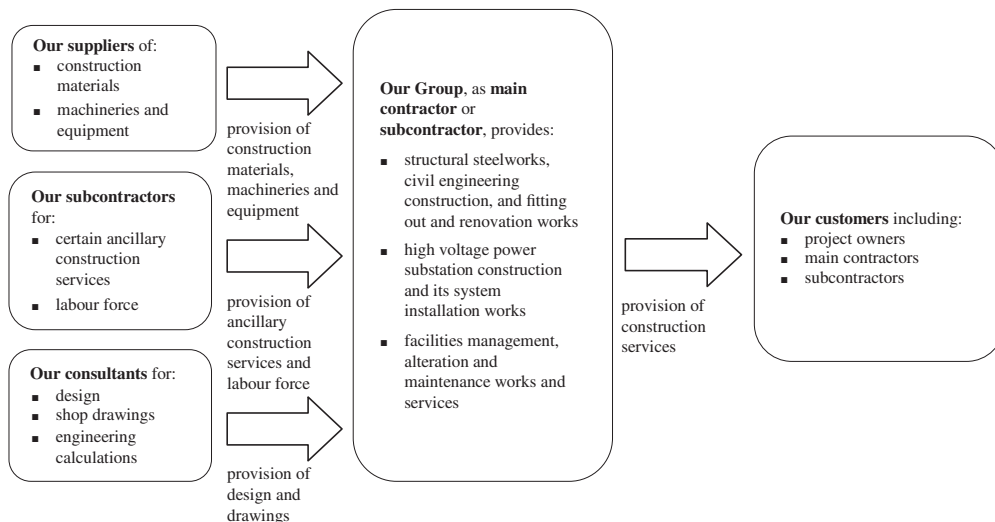 Our suppliers of:
■ construction
materials
■ machineries and
equipment
provision of
construction
materials,
machineries and
equipment
Our subcontractors
for:
■ certain ancillary
construction
services
■ labour force
provision of
ancillary
construction
services and
labour force
Our consultants for:
■ design
■ shop drawings
■ engineering
calculations
provision of
design and
drawings
Our Group, as main
contractor or
subcontractor, provides:
■ structural steelworks,
civil engineering
construction, and fitting
out and renovation works
■ high voltage power
substation construction
and its system
installation works
■ facilities management,
alteration and
maintenance works and
services
provision of
construction
services
Our customers including:
■ project owners
■ main contractors
■ subcontractors